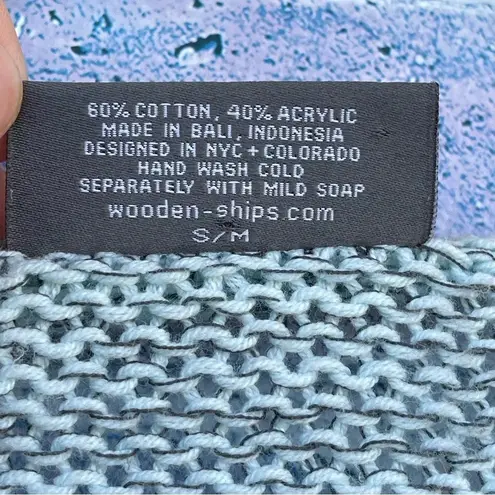 60% COTTON, 40% ACRYLIC
MADE IN BALI, INDONESIA
DESIGNED IN NYC + COLORADO
HAND WASH COLD
SEPARATELY WITH MILD SOAP
wooden-ships.com
S/M